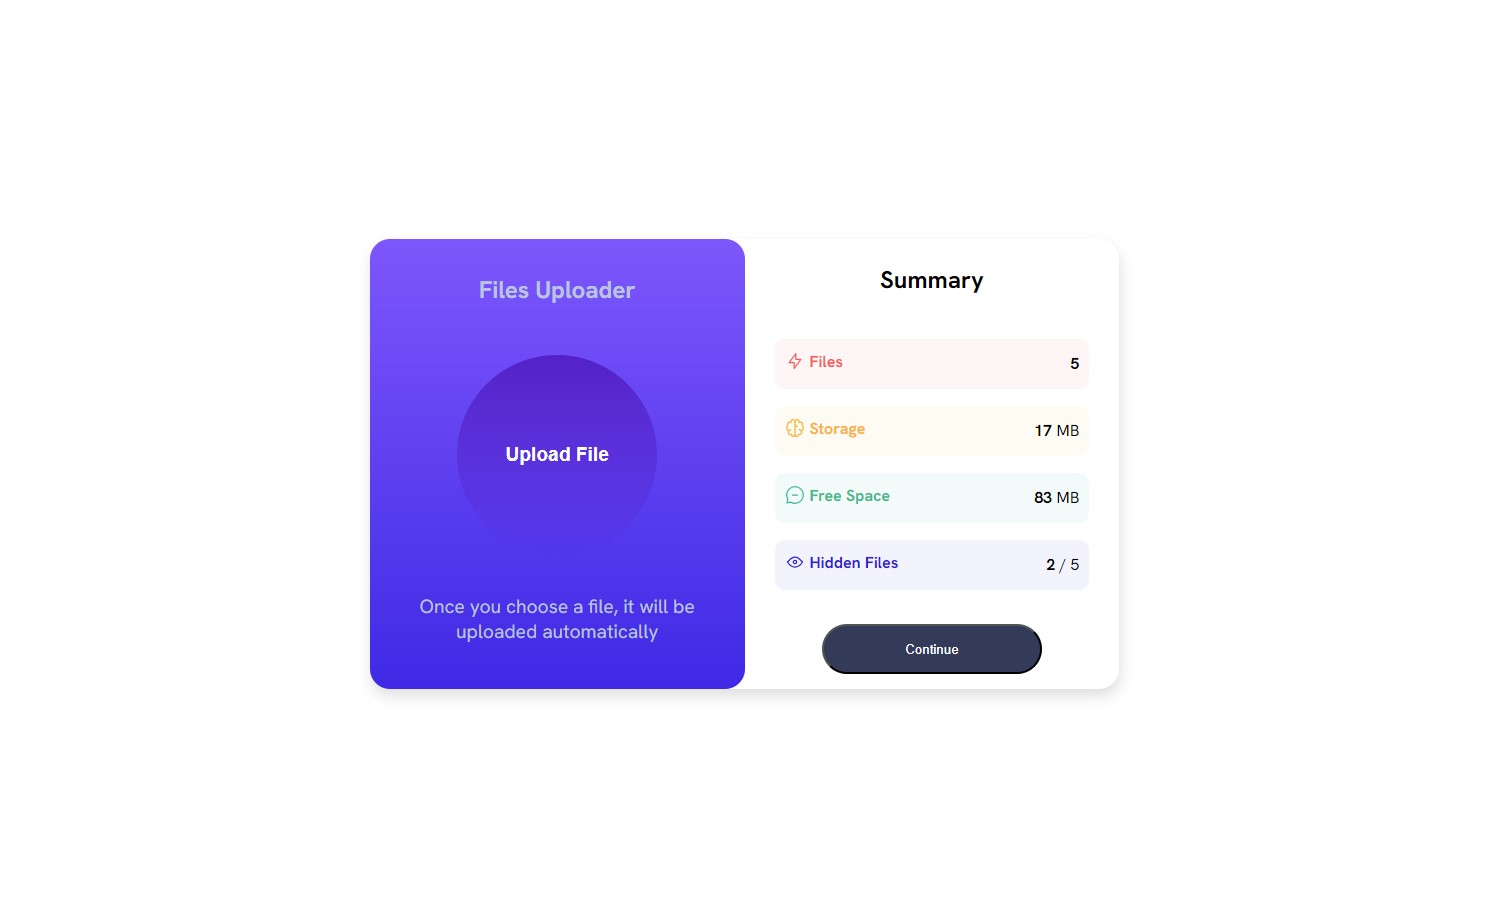 Files Uploader
Upload File
Once you choose a file, it will be
uploaded automatically
Summary
Files 5
Storage 17 MB
Free Space 83 MB
Hidden Files 2 / 5
Continue